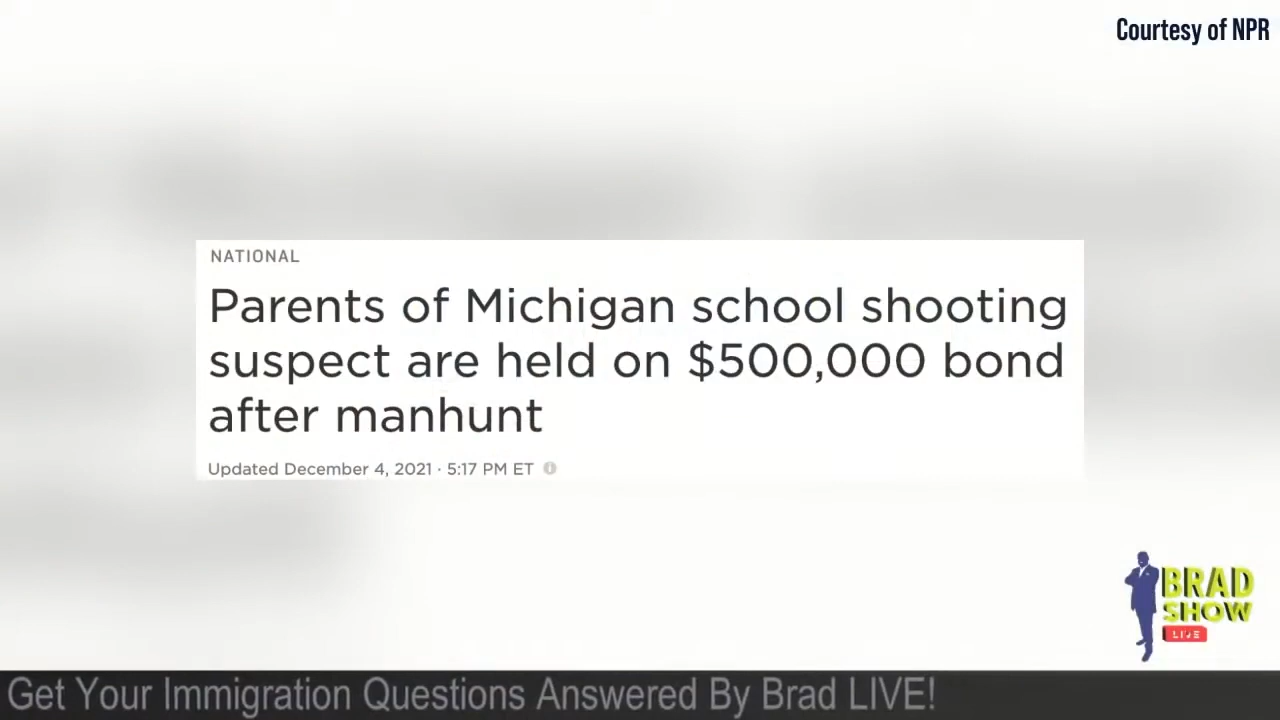 Courtesy of NPR
NATIONAL
Parents of Michigan school shooting
suspect are held on $500,000 bond
after manhunt
Updated December 4, 2021 · 5:17 PM ET
BRAD
SHOW
LIVE
Get Your Immigration Questions Answered By Brad LIVE!